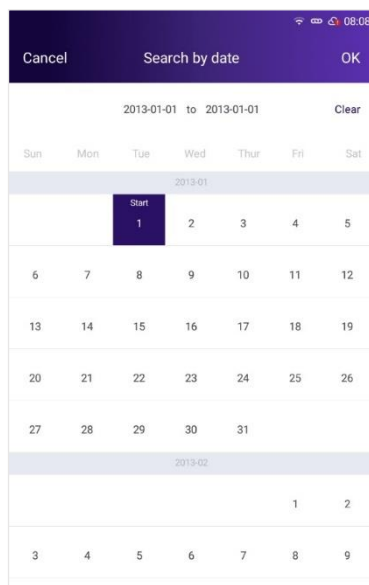 08:08
Cancel Search by date OK
2013-01-01 to 2013-01-01 Clear
Sun Mon Tue Wed Thur Fri Sat
2013-01
Start
1 2 3 4 5
6 7 8 9 10 11 12
13 14 15 16 17 18 19
20 21 22 23 24 25 26
27 28 29 30 31
2013-02
1 2
3 4 5 6 7 8 9